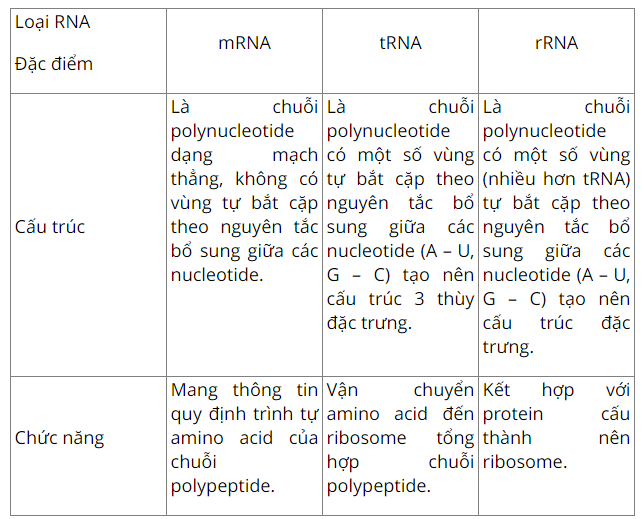 Loại RNA
Đặc điểm
mRNA
tRNA
rRNA
Cấu trúc
Là chuỗi
polynucleotide
dạng mạch
thẳng, không có
vùng tự bắt cặp
theo nguyên tắc
bổ sung giữa các
nucleotide.
Là chuỗi
polynucleotide
có một số vùng
tự bắt cặp theo
nguyên tắc bổ
sung giữa các
nucleotide (A – U,
G – C) tạo nên
cấu trúc 3 thùy
đặc trưng.
Là chuỗi
polynucleotide
có một số vùng
(nhiều hơn tRNA)
tự bắt cặp theo
nguyên tắc bổ
sung giữa các
nucleotide (A – U,
G – C) tạo nên
cấu trúc đặc
trưng.
Chức năng
Mang thông tin
quy định trình tự
amino acid của
chuỗi
polypeptide.
Vận chuyển
amino acid đến
ribosome tổng
hợp chuỗi
polypeptide.
Kết hợp với
protein cấu
thành nên
ribosome.